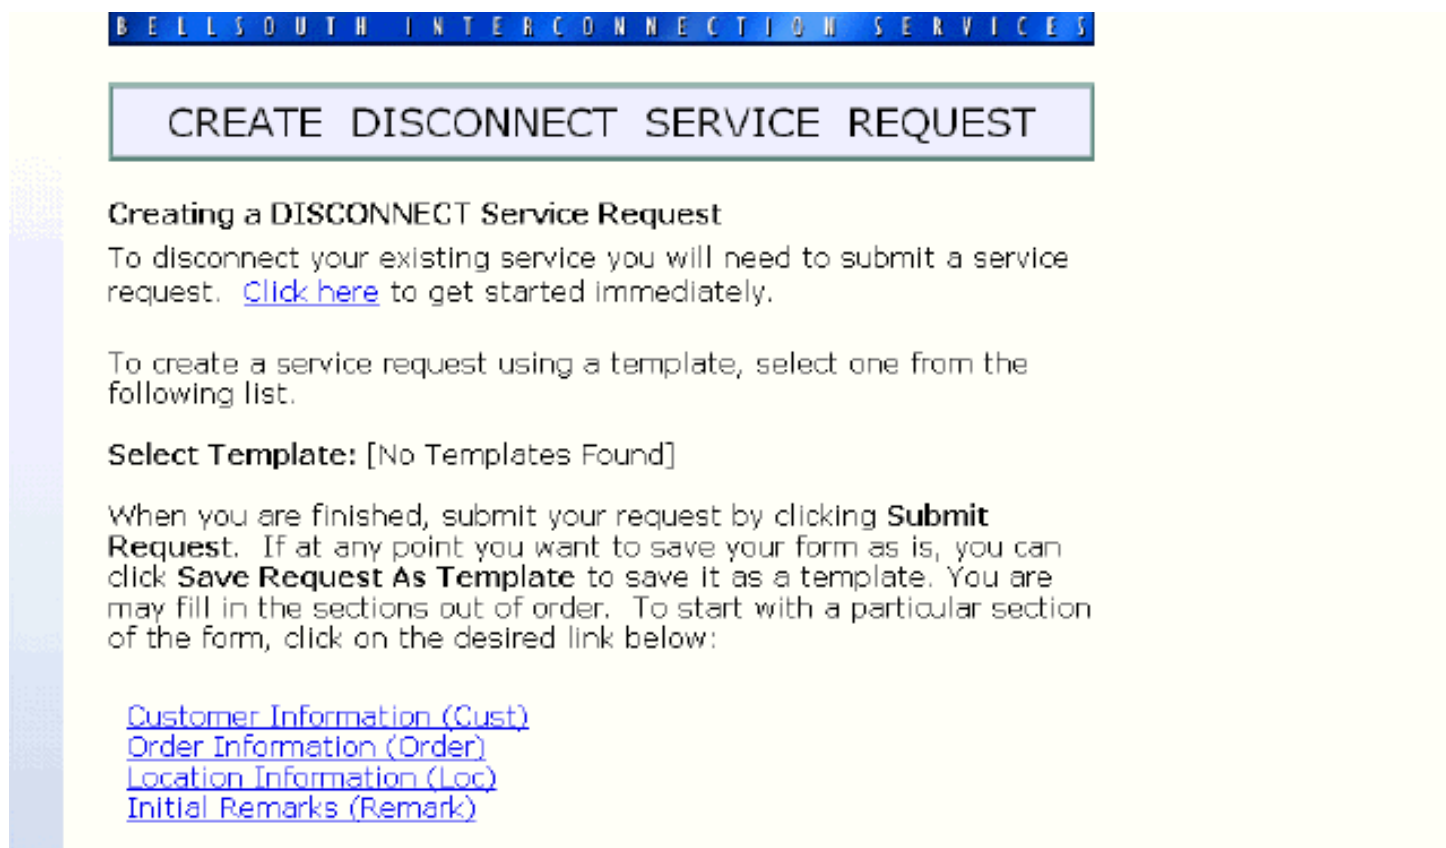 BELLSOUTH INTERCONNECTION SERVICES
CREATE DISCONNECT SERVICE REQUEST
Creating a DISCONNECT Service Request
To disconnect your existing service you will need to submit a service
request. Click here to get started immediately.
To create a service request using a template, select one from the
following list.
Select Template: [No Templates Found]
When you are finished, submit your request by clicking Submit
Request. If at any point you want to save your form as is, you can
click Save Request As Template to save it as a template. You are
may fill in the sections out of order. To start with a particular section
of the form, click on the desired link below:
Customer Information (Cust)
Order Information (Order)
Location Information (Loc)
Initial Remarks (Remark)